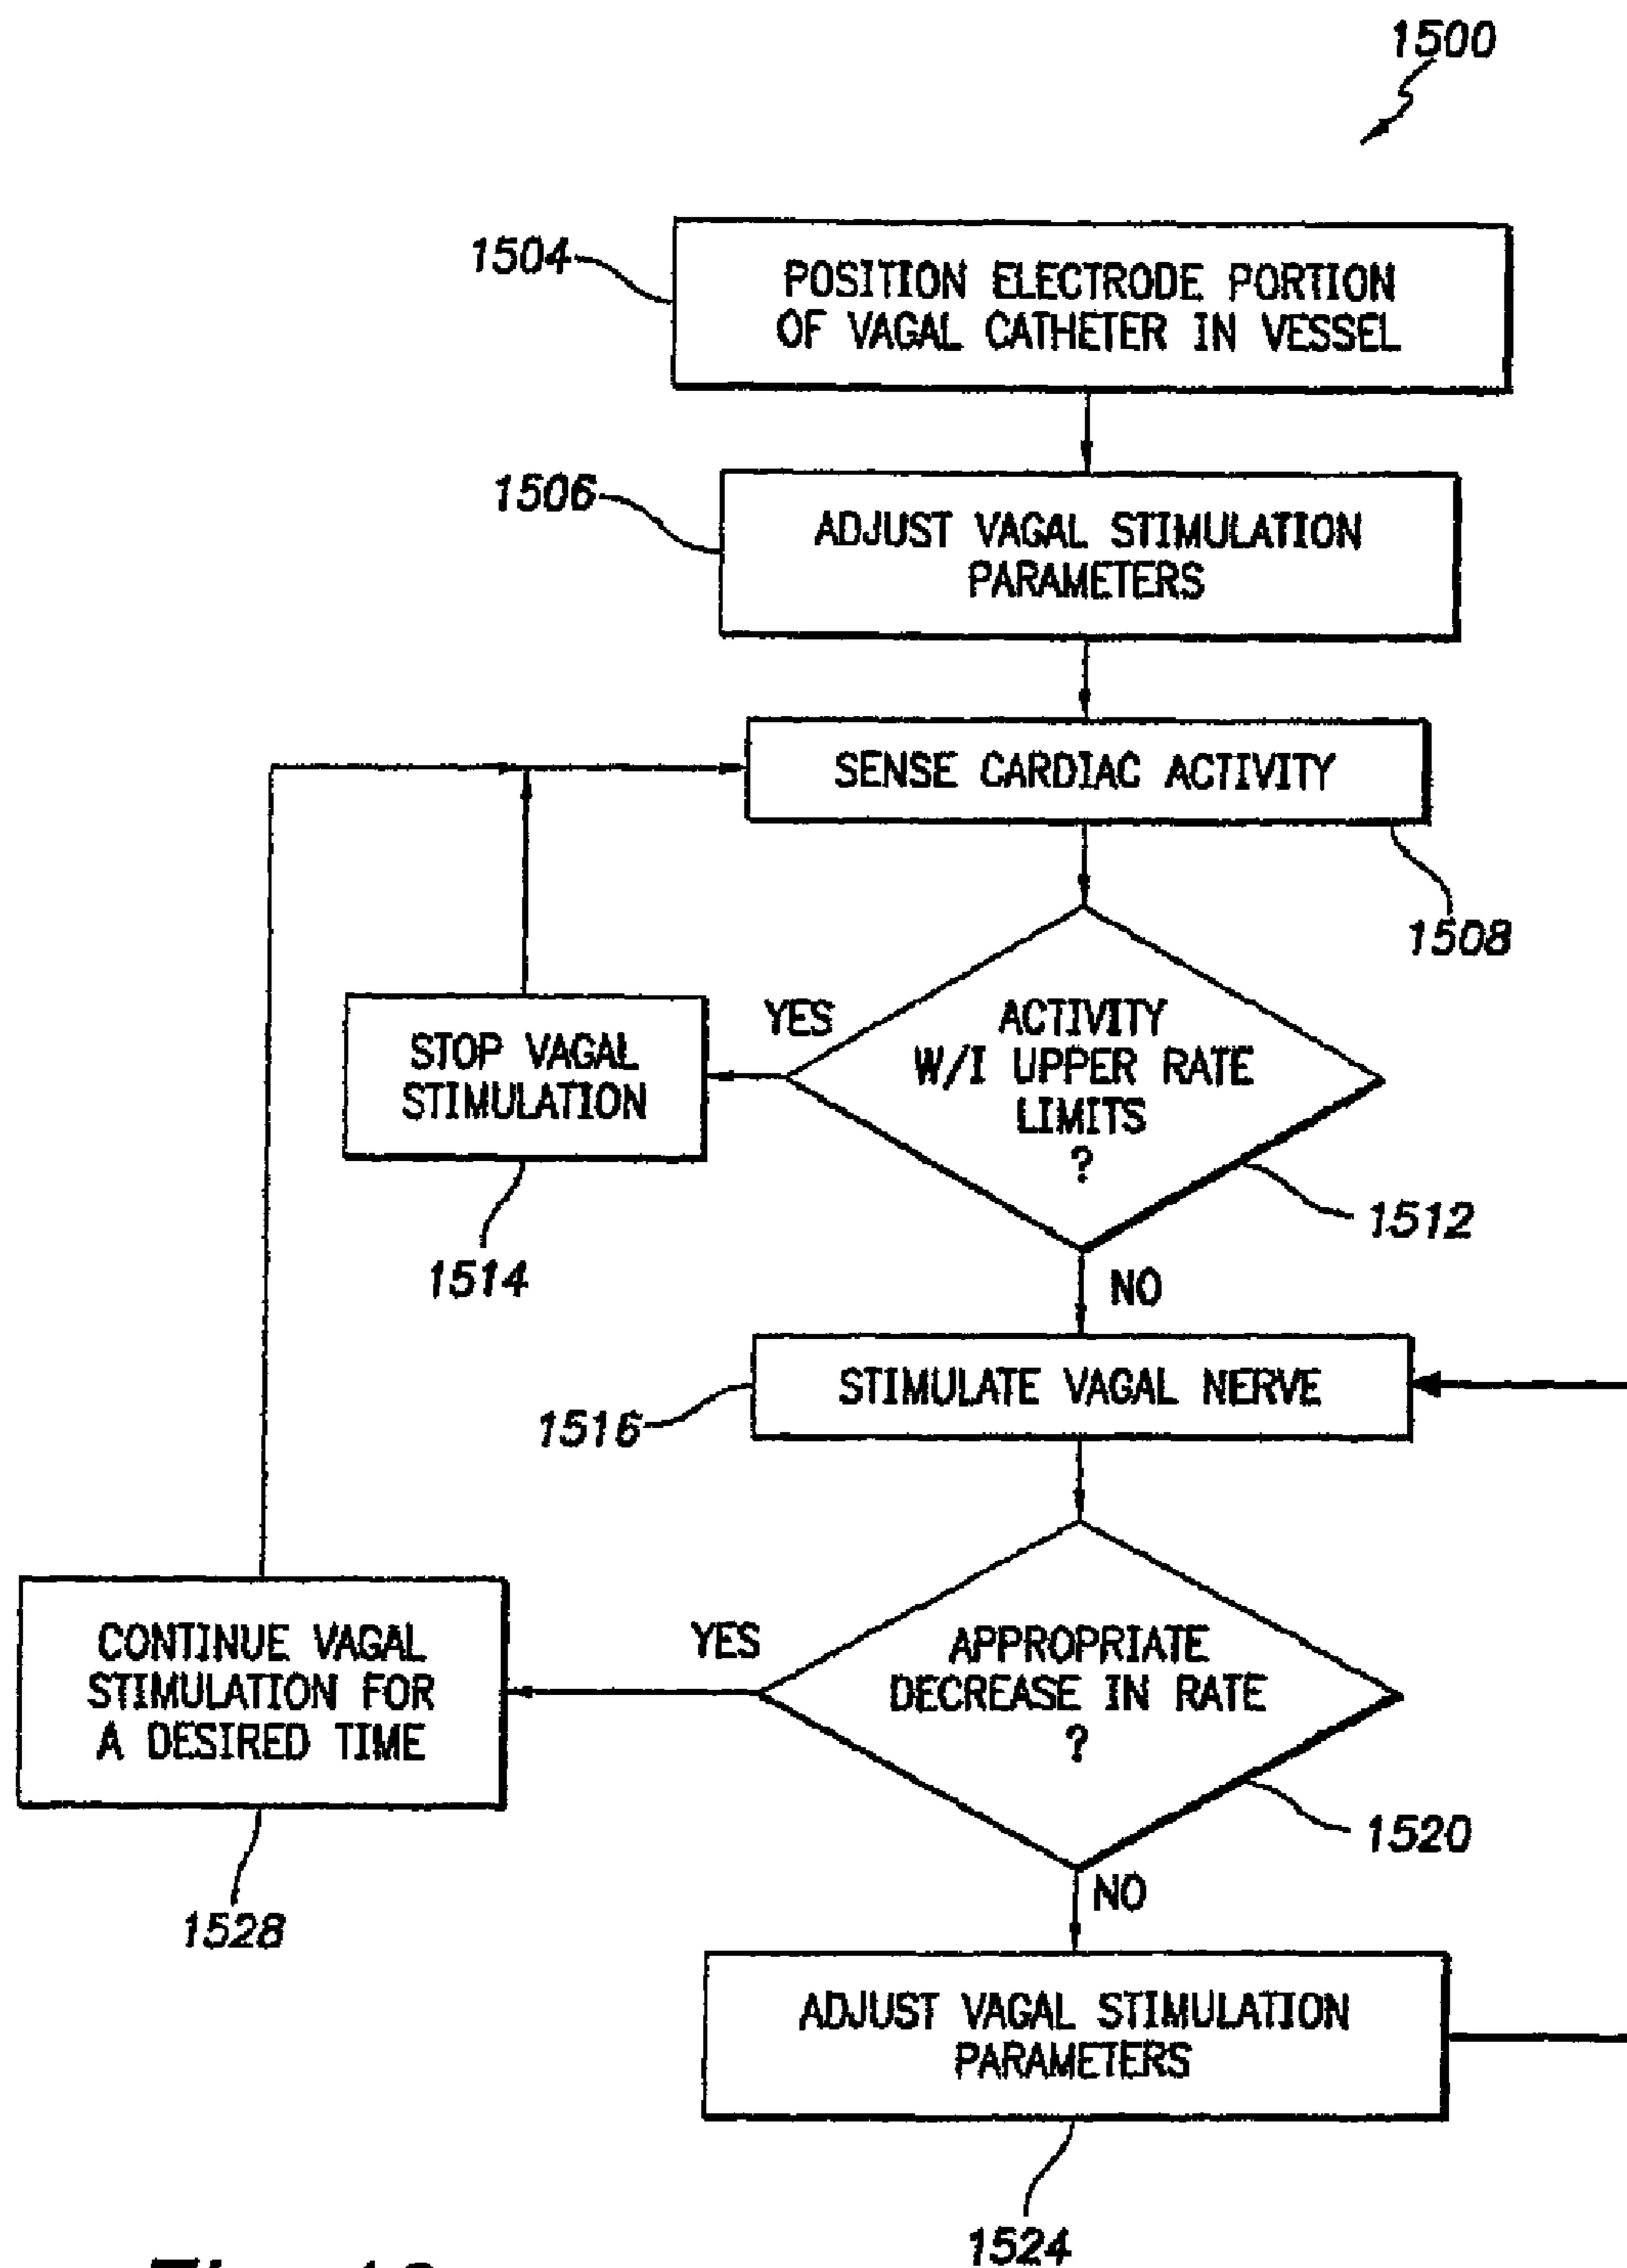 1500
1504
POSITION ELECTRODE PORTION
OF VAGAL CATHETER IN VESSEL
1506
ADJUST VAGAL STIMULATION
PARAMETERS
SENSE CARDIAC ACTIVITY
1508
YES
ACTIVITY
W/I UPPER RATE
LIMITS
?
STOP VAGAL
STIMULATION
1512
1514
NO
STIMULATE VAGAL NERVE
1516
YES
APPROPRIATE
DECREASE IN RATE
?
CONTINUE VAGAL
STIMULATION FOR
A DESIRED TIME
1520
1528
NO
ADJUST VAGAL STIMULATION
PARAMETERS
1524